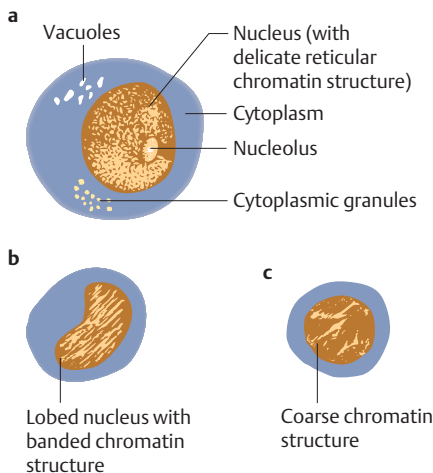 a
Vacuoles
Nucleus (with
delicate reticular
chromatin structure)
Cytoplasm
Nucleolus
Cytoplasmic granules
b
Lobed nucleus with
banded chromatin
structure
c
Coarse chromatin
structure